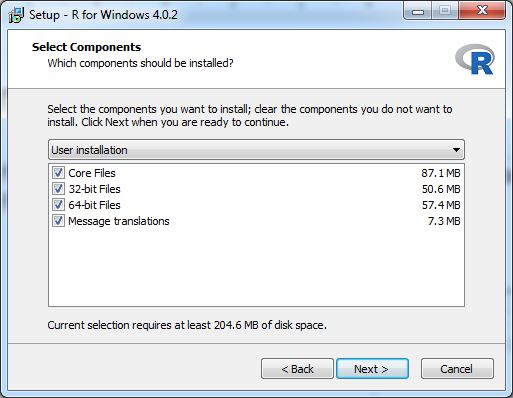 Setup - R for Windows 4.0.2
Select Components
Which components should be installed?
R
Select the components you want to install; clear the components you do not want to
install. Click Next when you are ready to continue.
User installation
Core Files 87.1 MB
32-bit Files 50.6 MB
64-bit Files 57.4 MB
Message translations 7.3 MB
Current selection requires at least 204.6 MB of disk space.
< Back Next > Cancel